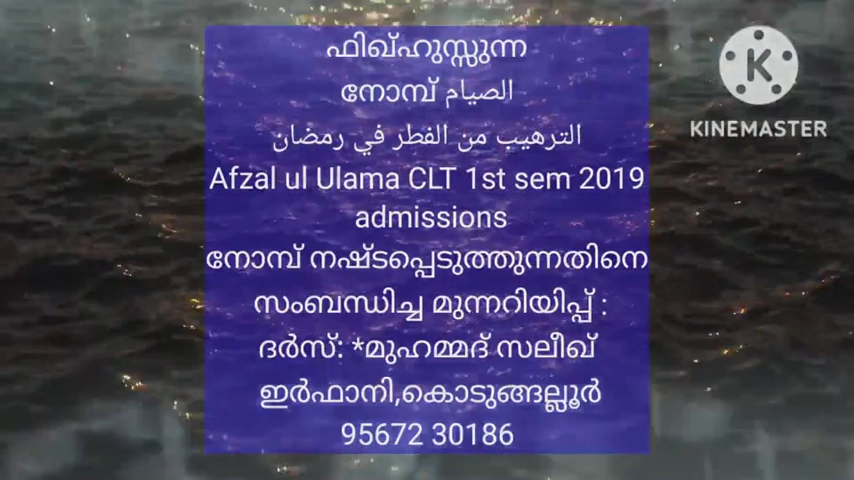 ഫിഖ്ഹുസ്സുന്ന
നോമ്പ് الصيام
الترهيب من الفطر في رمضان
Afzal ul Ulama CLT 1st sem 2019
admissions
നോമ്പ് നഷ്ടപ്പെടുത്തുന്നതിനെ
സംബന്ധിച്ച മുന്നറിയിപ്പ് :
ദർസ്: *മുഹമ്മദ് സലീഖ്
ഇർഫാനി,കൊടുങ്ങല്ലൂർ
95672 30186
K
KINEMASTER